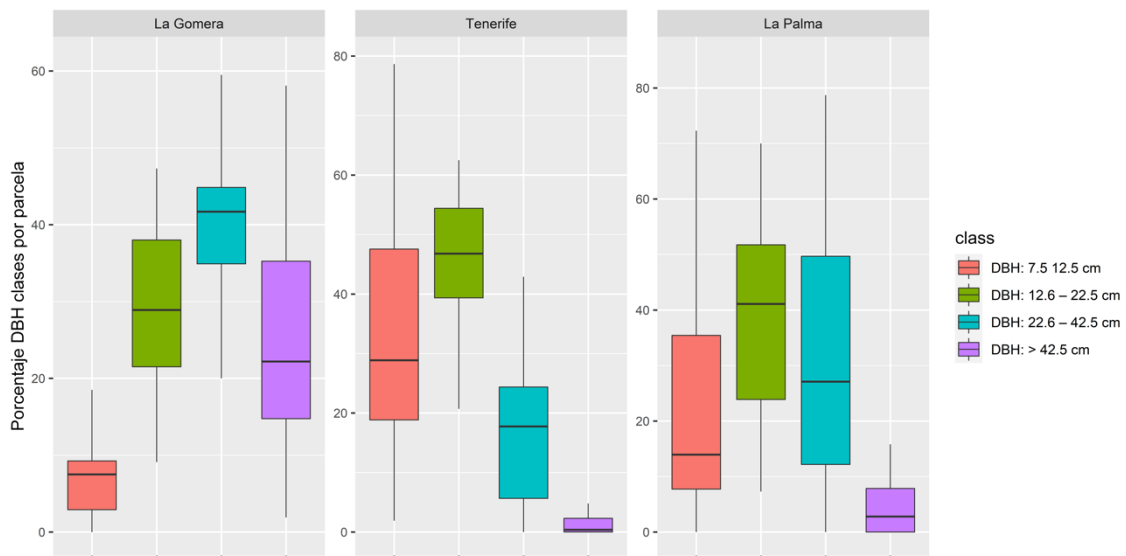 La Gomera
Tenerife
La Palma
Porcentaje DBH clases por parcela
60
40
20
0
80
60
40
20
0
80
60
40
20
0
class
DBH: 7.5 12.5 cm
DBH: 12.6 – 22.5 cm
DBH: 22.6 – 42.5 cm
DBH: > 42.5 cm